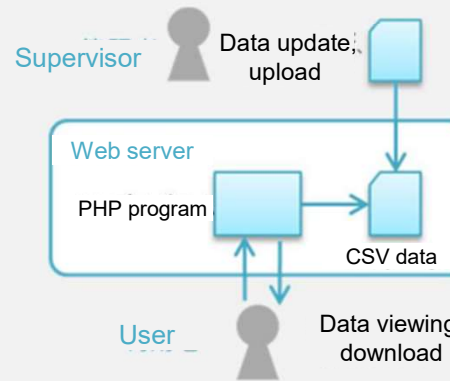 Supervisor
Data update,
upload
Web server
PHP program
CSV data
User
Data viewing
download